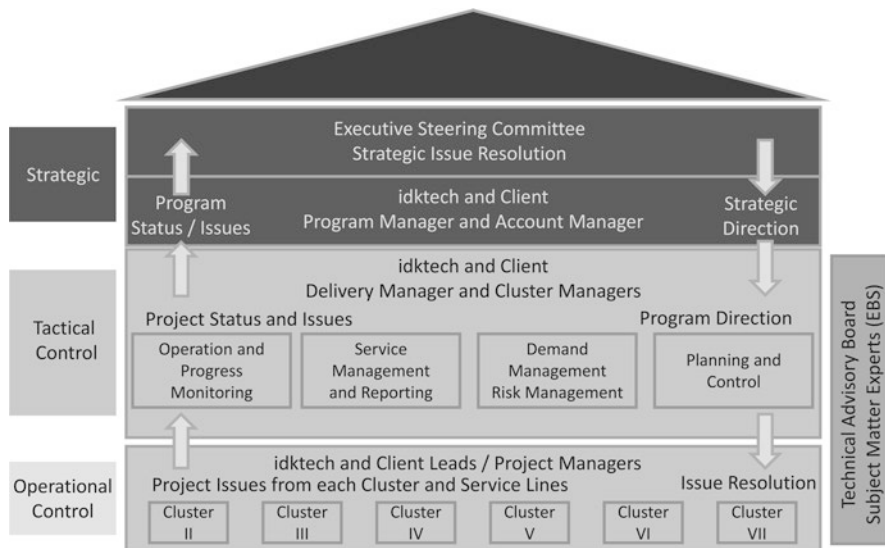 Executive Steering Committee
Strategic Issue Resolution
Strategic
Program
Status / Issues
idktech and Client
Program Manager and Account Manager
Strategic
Direction
idktech and Client
Delivery Manager and Cluster Managers
Tactical
Control
Project Status and Issues
Program Direction
Operation and
Progress
Monitoring
Service
Management
and Reporting
Demand
Management
Risk Management
Planning and
Control
idktech and Client Leads / Project Managers
Operational
Control
Project Issues from each Cluster and Service Lines
Issue Resolution
Cluster
II
Cluster
III
Cluster
IV
Cluster
V
Cluster
VI
Cluster
VII
Technical Advisory Board
Subject Matter Experts (EBS)